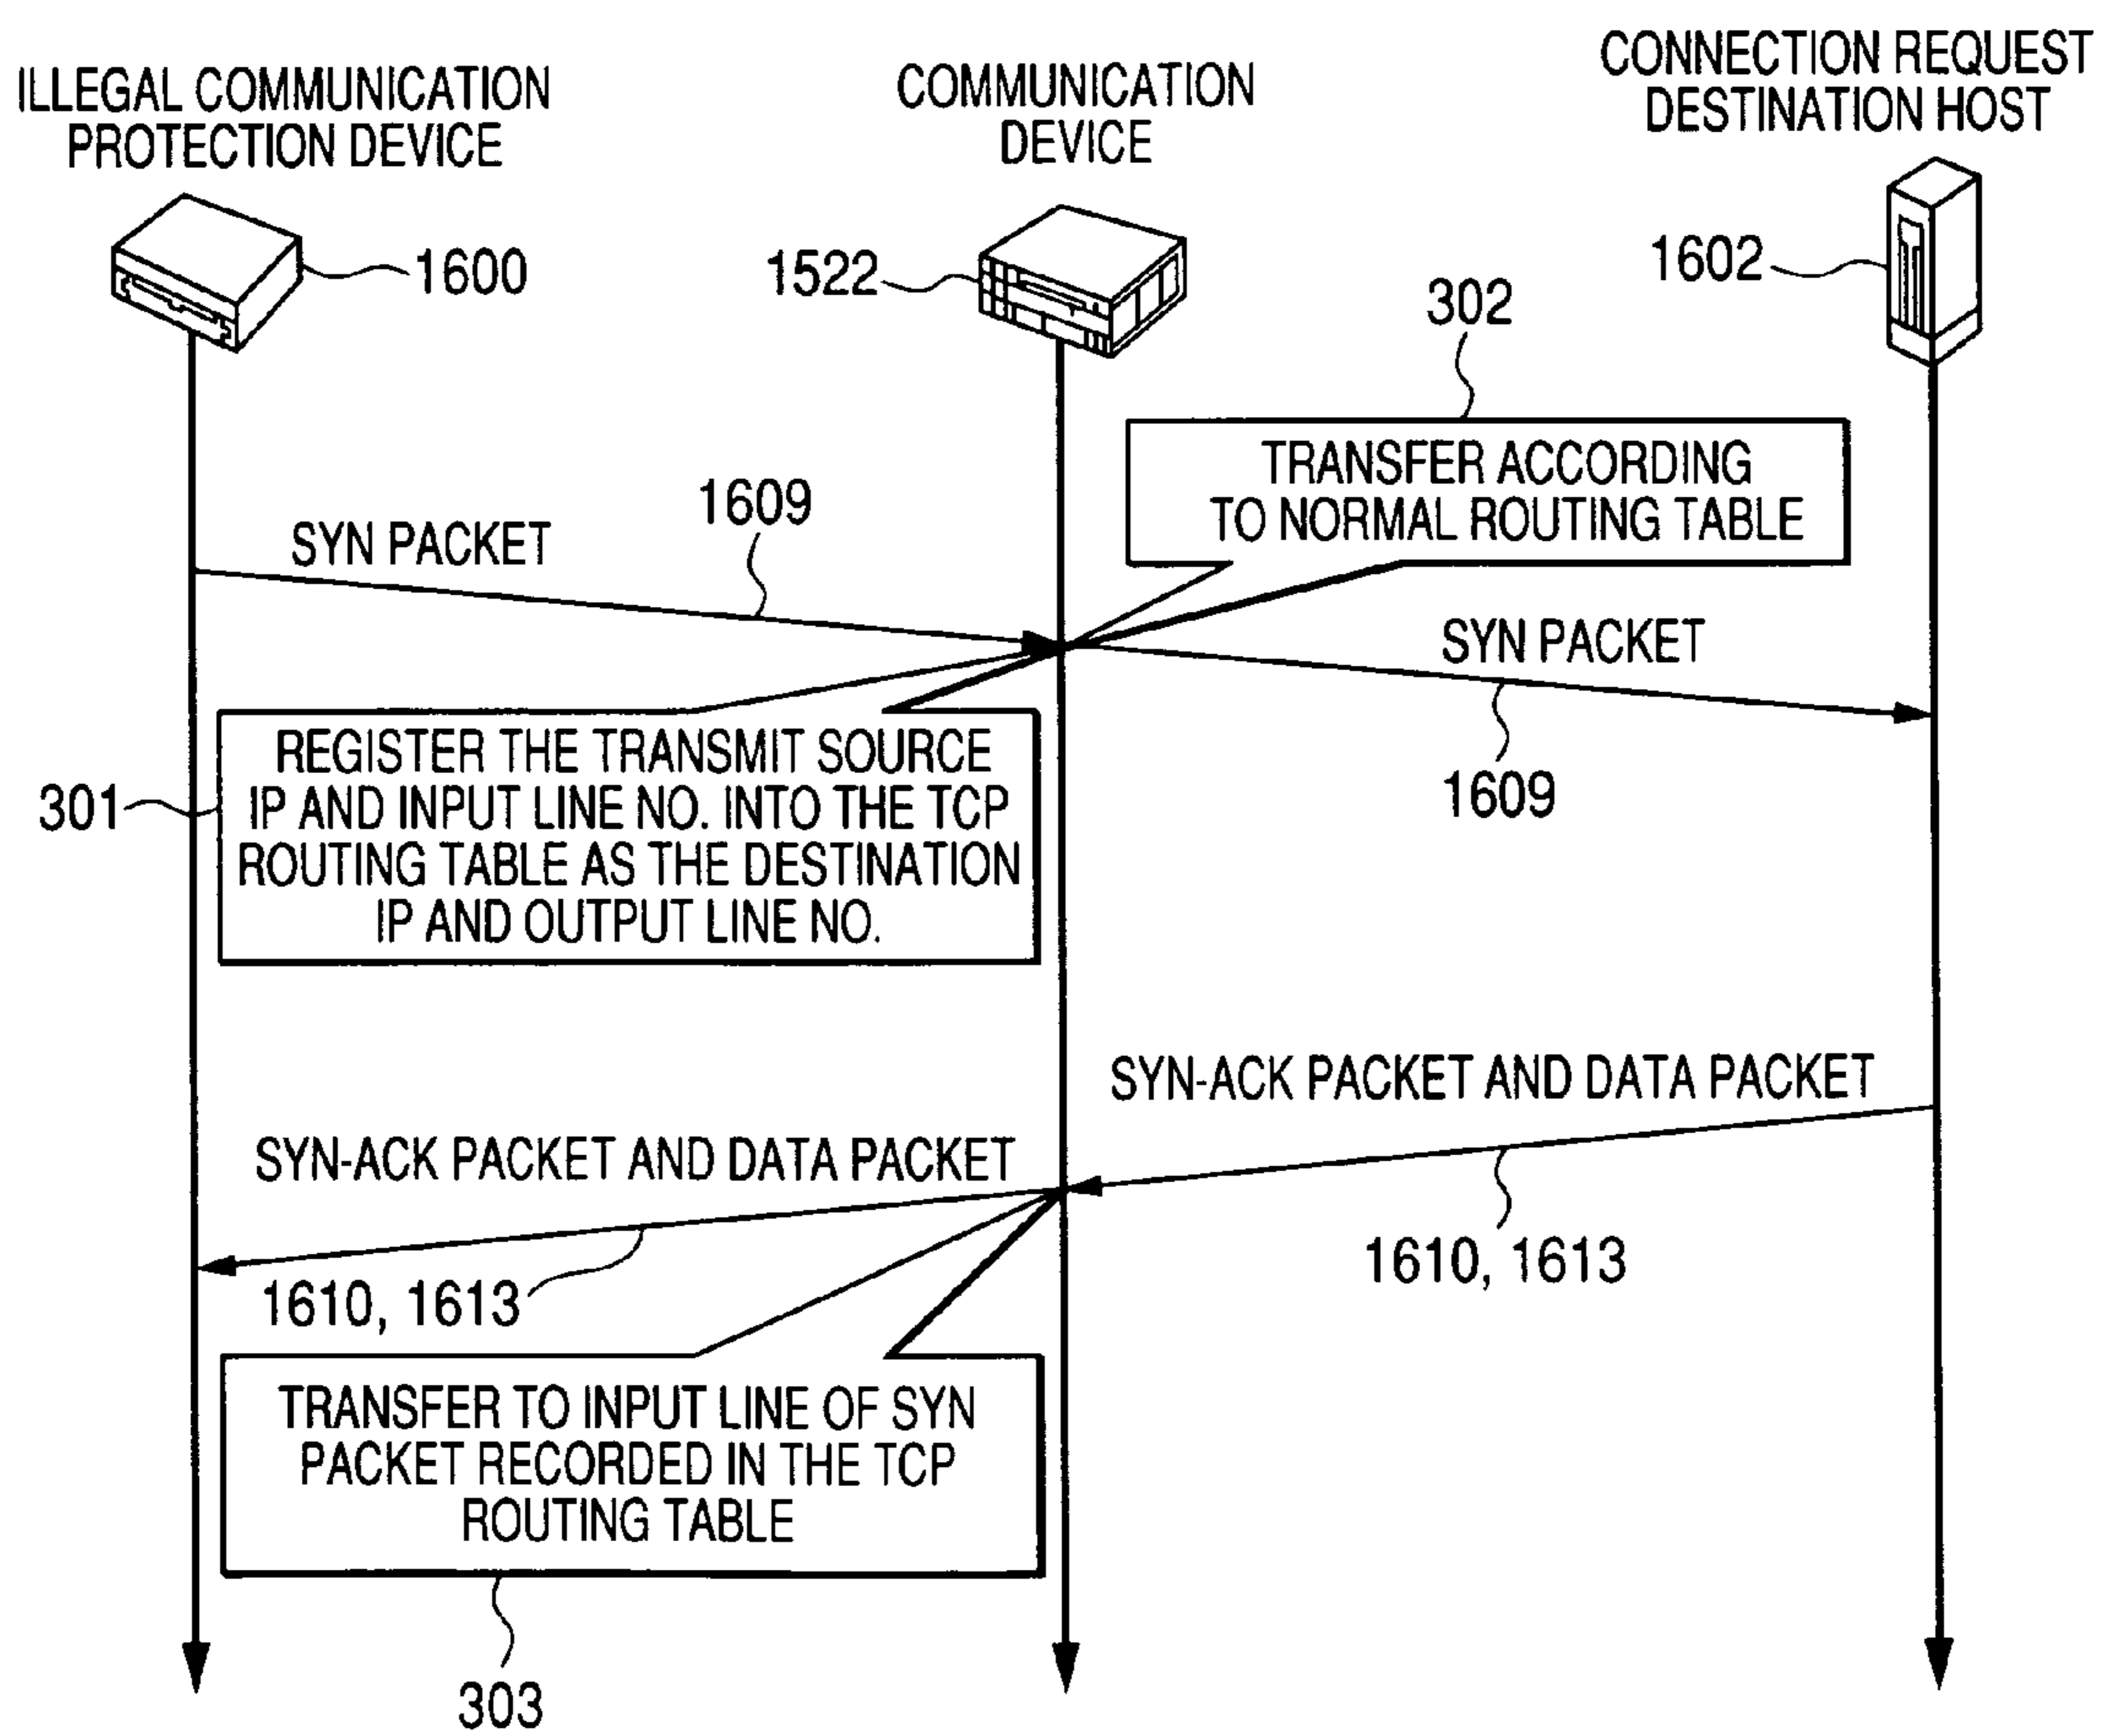 ILLEGAL COMMUNICATION
PROTECTION DEVICE
COMMUNICATION
DEVICE
CONNECTION REQUEST
DESTINATION HOST
1600
1522
1602
302
TRANSFER ACCORDING
TO NORMAL ROUTING TABLE
1609
SYN PACKET
SYN PACKET
1609
301
REGISTER THE TRANSMIT SOURCE
IP AND INPUT LINE NO. INTO THE TCP
ROUTING TABLE AS THE DESTINATION
IP AND OUTPUT LINE NO.
SYN-ACK PACKET AND DATA PACKET
SYN-ACK PACKET AND DATA PACKET
1610, 1613
1610, 1613
TRANSFER TO INPUT LINE OF SYN
PACKET RECORDED IN THE TCP
ROUTING TABLE
303